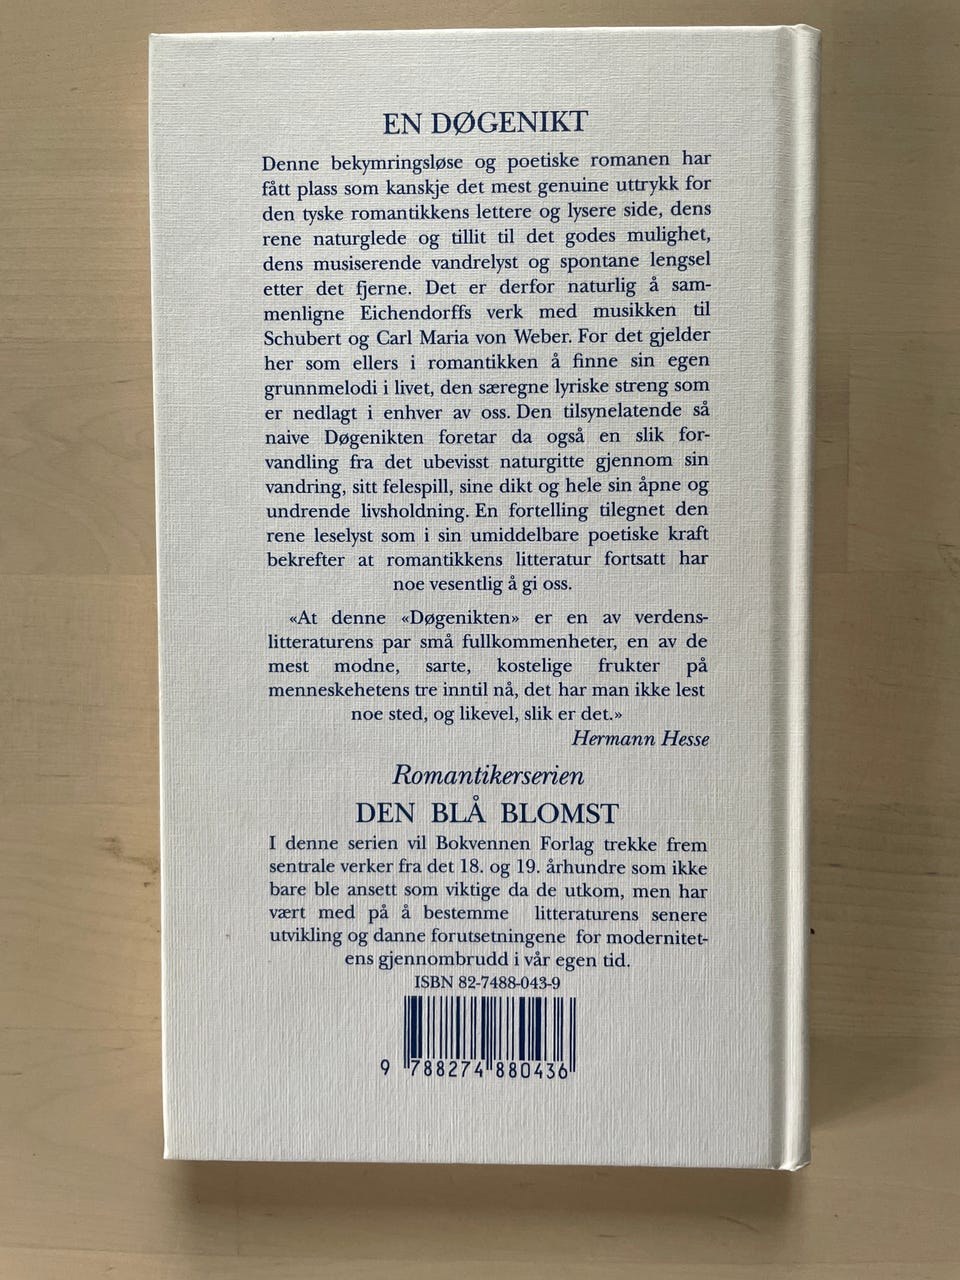 EN DØGENIKT
Denne bekymringsløse og poetiske romanen har
fått plass som kanskje det mest genuine uttrykk for
den tyske romantikkens lettere og lysere side, dens
rene naturglede og tillit til det godes mulighet,
dens musiserende vandrelyst og spontane lengsel
etter det fjerne. Det er derfor naturlig å sam-
menligne Eichendorffs verk med musikken til
Schubert og Carl Maria von Weber. For det gjelder
her som ellers i romantikken å finne sin egen
grunnmelodi i livet, den særegne lyriske streng som
er nedlagt i enhver av oss. Den tilsynelatende så
naive Døgenikten foretar da også en slik for-
vandling fra det ubevisst naturgitte gjennom sin
vandring, sitt felespill, sine dikt og hele sin åpne og
undrende livsholdning. En fortelling tilegnet den
rene leselyst som i sin umiddelbare poetiske kraft
bekrefter at romantikkens litteratur fortsatt har
noe vesentlig å gi oss.
«At denne «Døgenikten» er en av verdens-
litteraturens par små fullkommenheter, en av de
mest modne, sarte, kostelige frukter på
menneskehetens tre inntil nå, det har man ikke lest
noe sted, og likevel, slik er det.»
Hermann Hesse
Romantikerserien
DEN BLÅ BLOMST
I denne serien vil Bokvennen Forlag trekke frem
sentrale verker fra det 18. og 19. århundre som ikke
bare ble ansett som viktige da de utkom, men har
vært med på å bestemme litteraturens senere
utvikling og danne forutsetningene for modernitet-
ens gjennombrudd i vår egen tid.
ISBN 82-7488-043-9
9 788274 880436